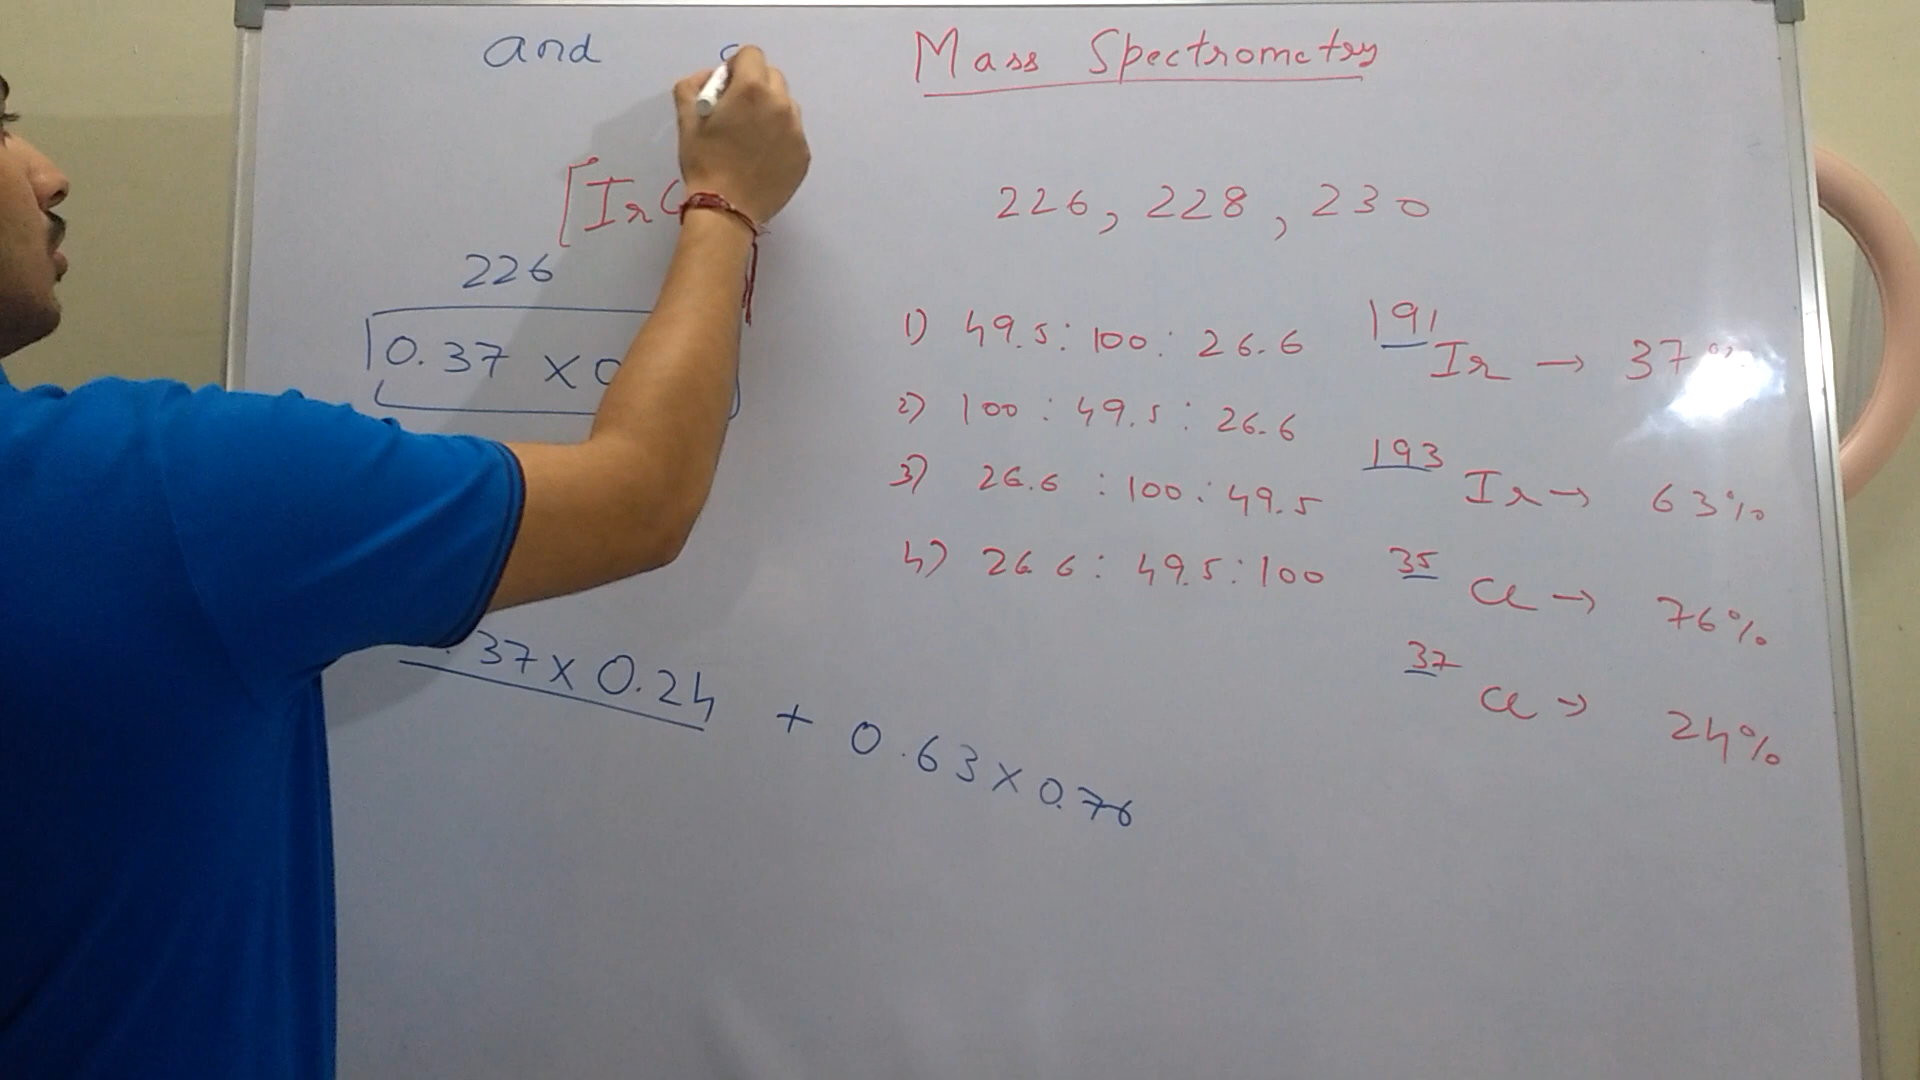 and
Mass Spectrometry
[Ir
226, 228, 230
226
0.37 x
1) 49.5 : 100 : 26.6
191 Ir → 37%
2) 100 : 49.5 : 26.6
193 Ir → 63%
3) 26.6 : 100 : 49.5
4) 26.6 : 49.5 : 100
35 Cl → 76%
37 Cl → 24%
.37 x 0.24 + 0.63 x 0.76